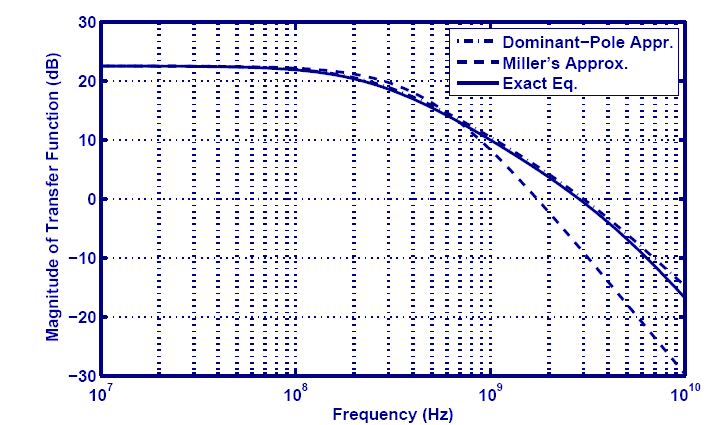 30
20
10
0
−10
−20
−30
Magnitude of Transfer Function (dB)
Dominant−Pole Appr.
Miller's Approx.
Exact Eq.
10^7
10^8
10^9
10^10
Frequency (Hz)